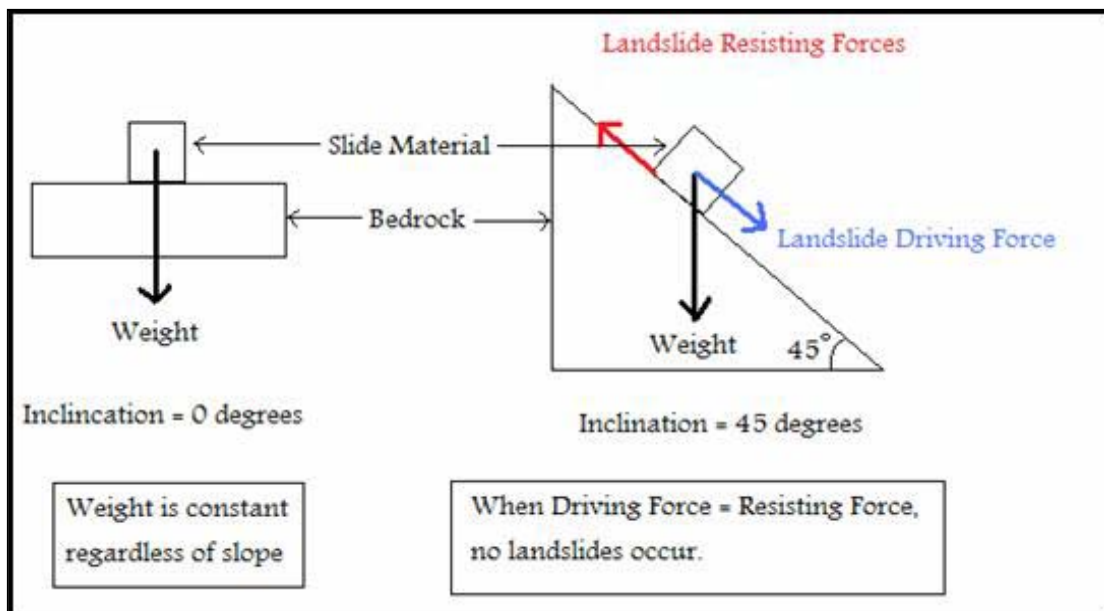 Landslide Resisting Forces
Slide Material
Bedrock
Landslide Driving Force
Weight
Weight
45°
Inclincation = 0 degrees
Inclination = 45 degrees
Weight is constant
regardless of slope
When Driving Force = Resisting Force,
no landslides occur.